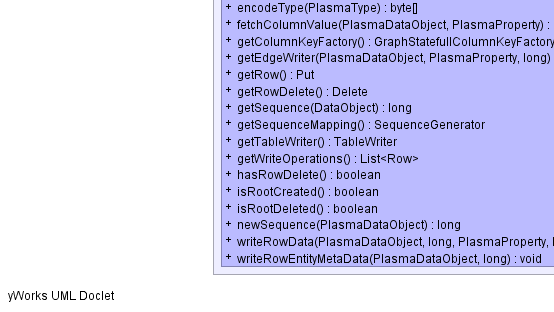 + encodeType(PlasmaType) : byte[]
+ fetchColumnValue(PlasmaDataObject, PlasmaProperty) :
+ getColumnKeyFactory() : GraphStatefullColumnKeyFactory
+ getEdgeWriter(PlasmaDataObject, PlasmaProperty, long)
+ getRow() : Put
+ getRowDelete() : Delete
+ getSequence(DataObject) : long
+ getSequenceMapping() : SequenceGenerator
+ getTableWriter() : TableWriter
+ getWriteOperations() : List<Row>
+ hasRowDelete() : boolean
+ isRootCreated() : boolean
+ isRootDeleted() : boolean
+ newSequence(PlasmaDataObject) : long
+ writeRowData(PlasmaDataObject, long, PlasmaProperty,
+ writeRowEntityMetaData(PlasmaDataObject, long) : void
yWorks UML Doclet